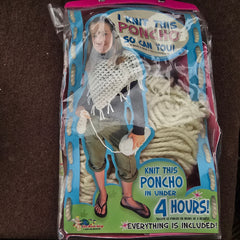 I KNIT THIS
PONCHO
SO CAN YOU!
KNIT THIS
PONCHO
IN UNDER
4 HOURS!
EVERYTHING IS INCLUDED!